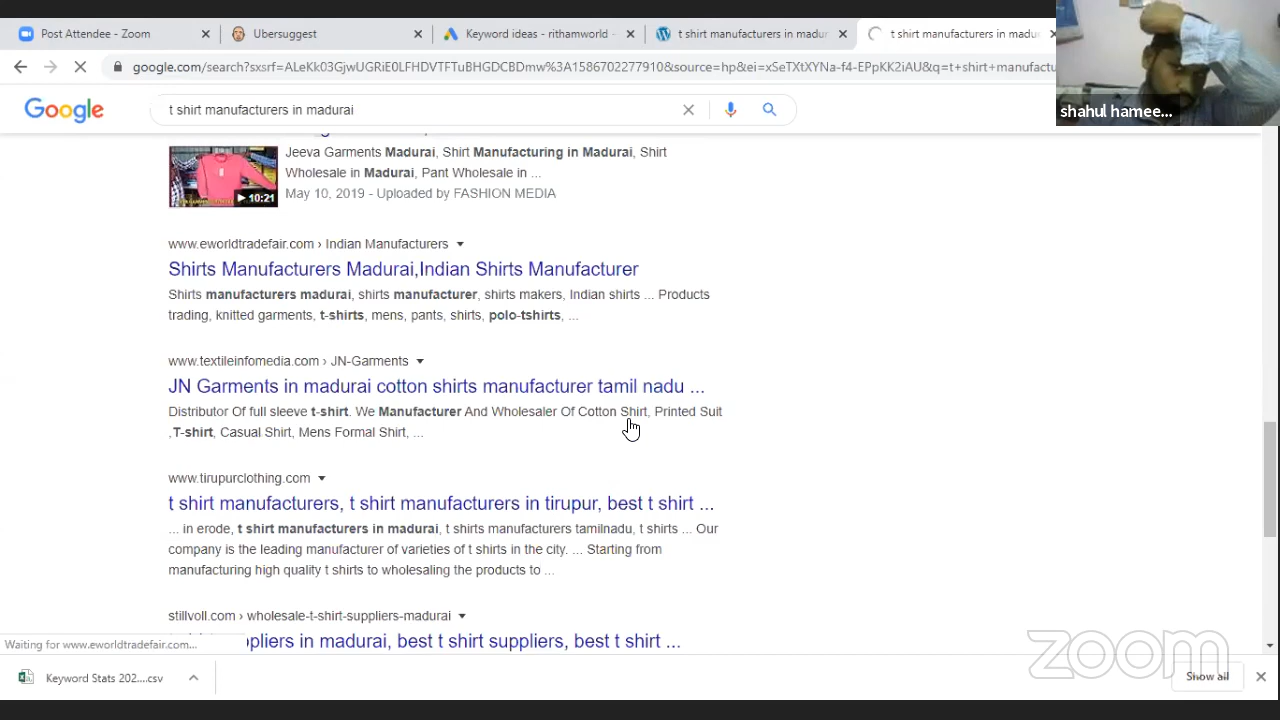 Post Attendee - Zoom
Ubersuggest
Keyword ideas - rithamworld -
t shirt manufacturers in madur
t shirt manufacturers in madu
google.com/search?sxsrf=ALeKk03GjwUGRiE0LFHDVTFTuBHGDCBDmw%3A1586702277910&source=hp&ei=xSeTXtXYNa-f4-EPpKK2iAU&q=t+shirt+manufactu
shahul hamee...
Google
t shirt manufacturers in madurai
Jeeva Garments Madurai, Shirt Manufacturing in Madurai, Shirt
Wholesale in Madurai, Pant Wholesale in ...
10:21
May 10, 2019 - Uploaded by FASHION MEDIA
www.eworldtradefair.com › Indian Manufacturers
Shirts Manufacturers Madurai,Indian Shirts Manufacturer
Shirts manufacturers madurai, shirts manufacturer, shirts makers, Indian shirts ... Products
trading, knitted garments, t-shirts, mens, pants, shirts, polo-tshirts, ...
www.textileinfomedia.com › JN-Garments
JN Garments in madurai cotton shirts manufacturer tamil nadu ...
Distributor Of full sleeve t-shirt. We Manufacturer And Wholesaler Of Cotton Shirt, Printed Suit
,T-shirt, Casual Shirt, Mens Formal Shirt, ...
www.tirupurclothing.com
t shirt manufacturers, t shirt manufacturers in tirupur, best t shirt ...
... in erode, t shirt manufacturers in madurai, t shirts manufacturers tamilnadu, t shirts ... Our
company is the leading manufacturer of varieties of t shirts in the city. ... Starting from
manufacturing high quality t shirts to wholesaling the products to ...
stillvoll.com › wholesale-t-shirt-suppliers-madurai
pliers in madurai, best t shirt suppliers, best t shirt ...
Waiting for www.eworldtradefair.com...
zoom
Keyword Stats 202....csv
Show all